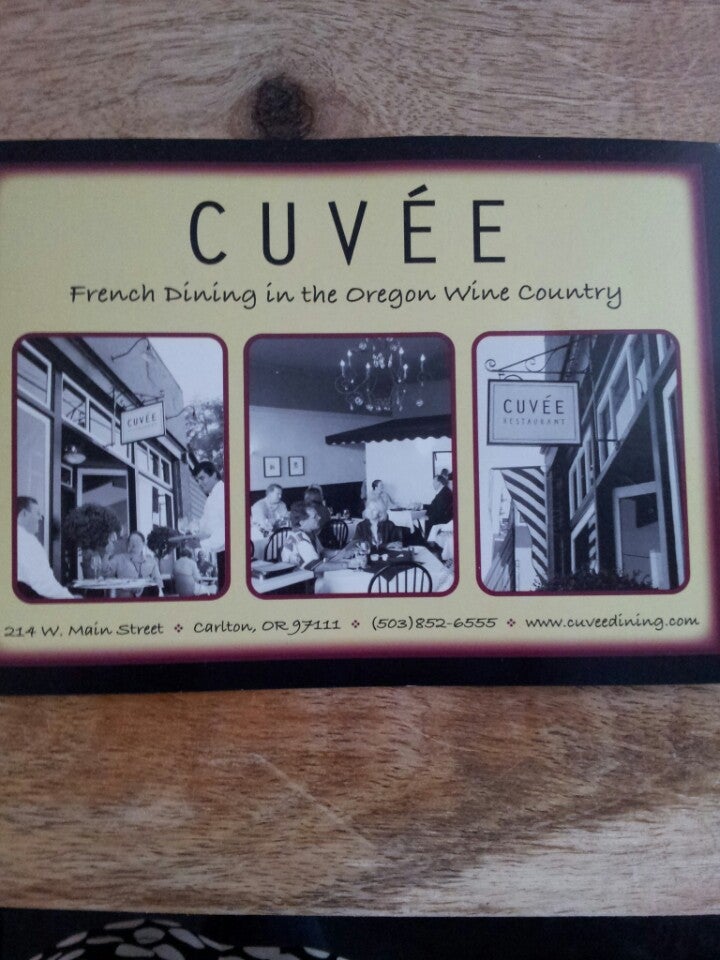 CUVÉE
French Dining in the Oregon Wine Country
CUVÉE
CUVÉE
RESTAURANT
214 W. Main Street ❖ Carlton, OR 97111 ❖ (503)852-6555 ❖ www.cuveedining.com